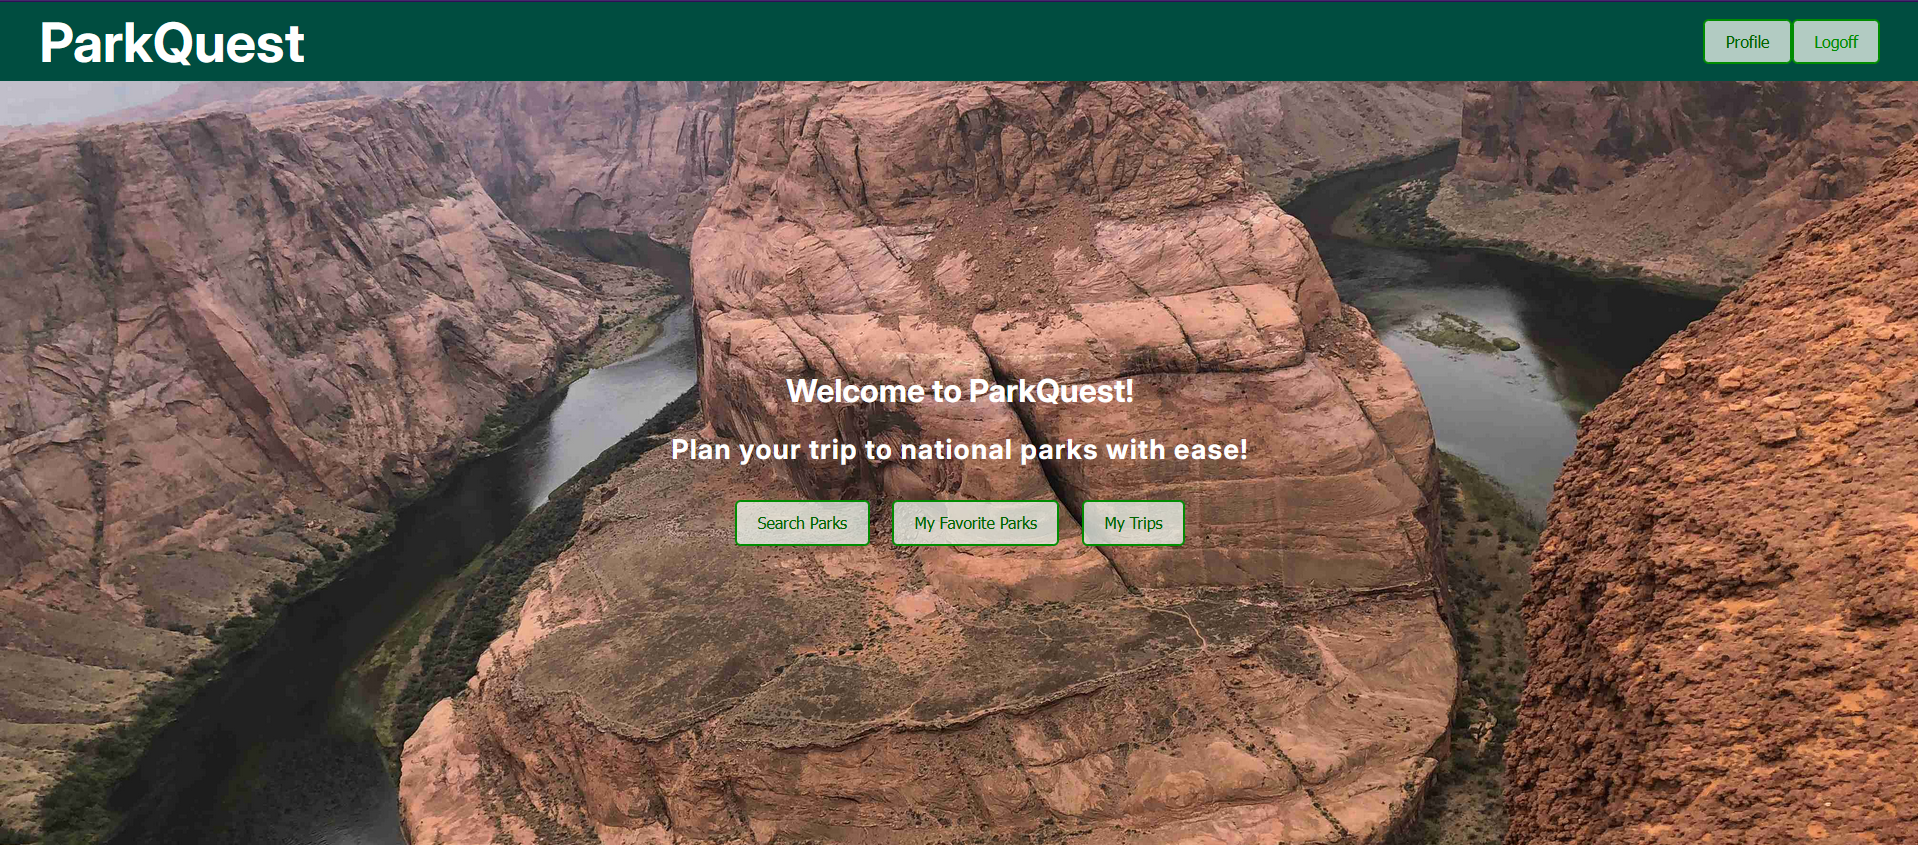 ParkQuest
Profile Logoff
Welcome to ParkQuest!
Plan your trip to national parks with ease!
Search Parks My Favorite Parks My Trips